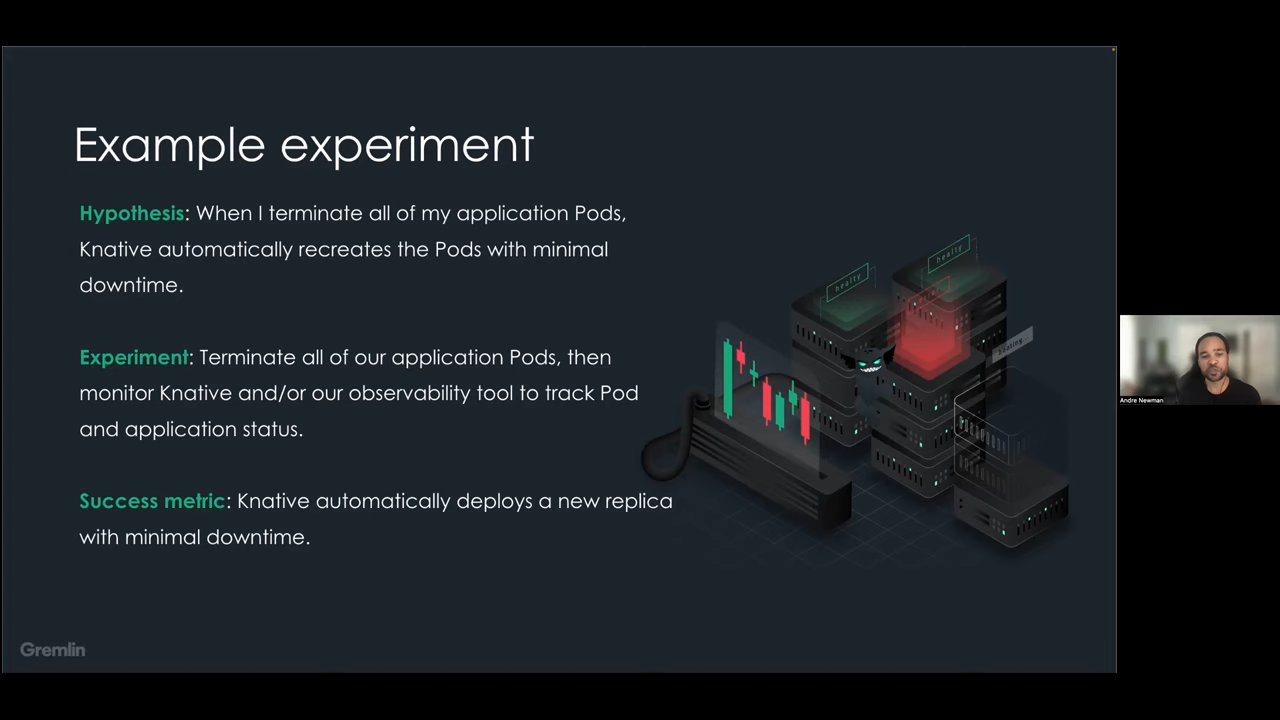 Example experiment
Hypothesis: When I terminate all of my application Pods,
Knative automatically recreates the Pods with minimal
downtime.
Experiment: Terminate all of our application Pods, then
monitor Knative and/or our observability tool to track Pod
and application status.
Success metric: Knative automatically deploys a new replica
with minimal downtime.
healty
healty
Gremlin
Andre Newman